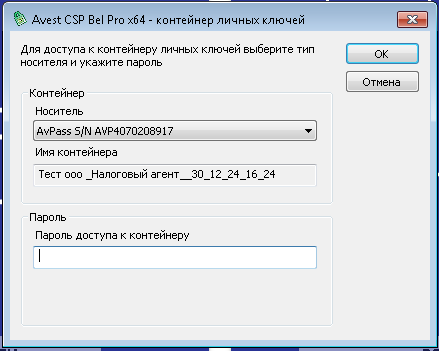 Avest CSP Bel Pro x64 - контейнер личных ключей
Для доступа к контейнеру личных ключей выберите тип
носителя и укажите пароль
OK
Отмена
Контейнер
Носитель
AvPass S/N AVP4070208917
Имя контейнера
Тест ооо _Налоговый агент__30_12_24_16_24
Пароль
Пароль доступа к контейнеру